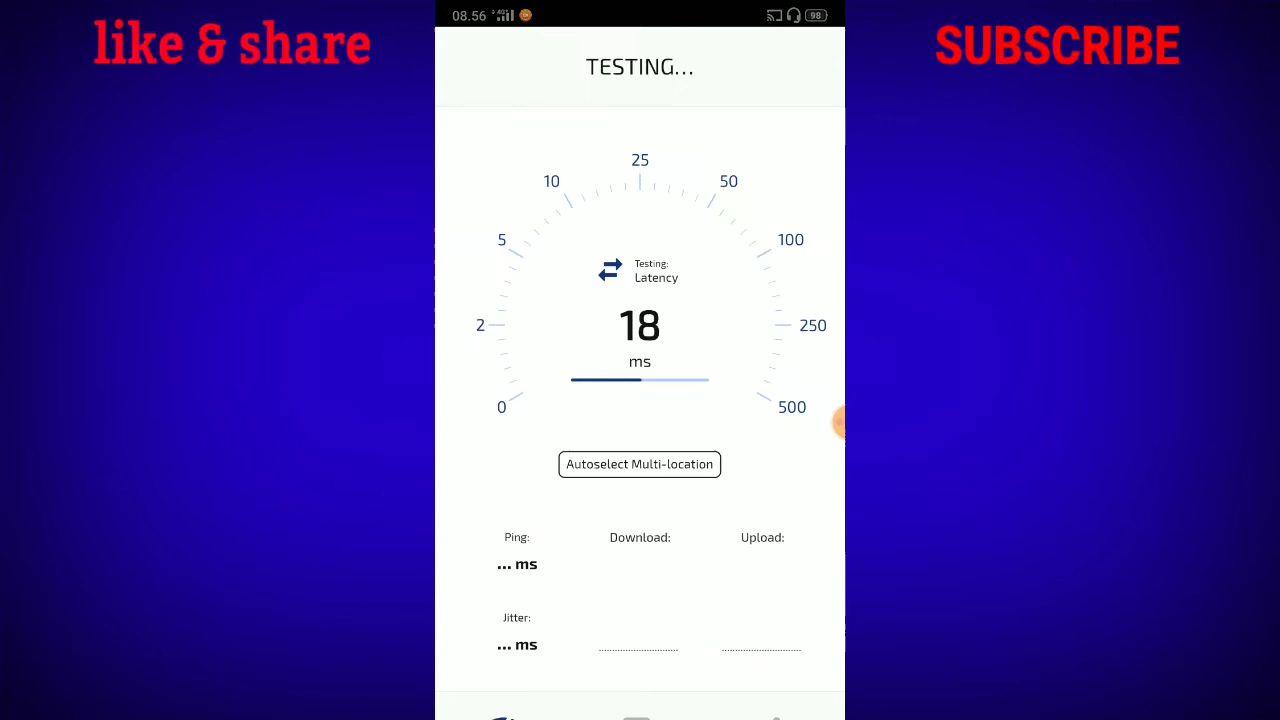 like & share
SUBSCRIBE
08.56 4G 98
TESTING...
25
10 50
5 100
Testing:
Latency
18
2 250
ms
0 500
Autoselect Multi-location
Ping: Download: Upload:
... ms
Jitter:
... ms